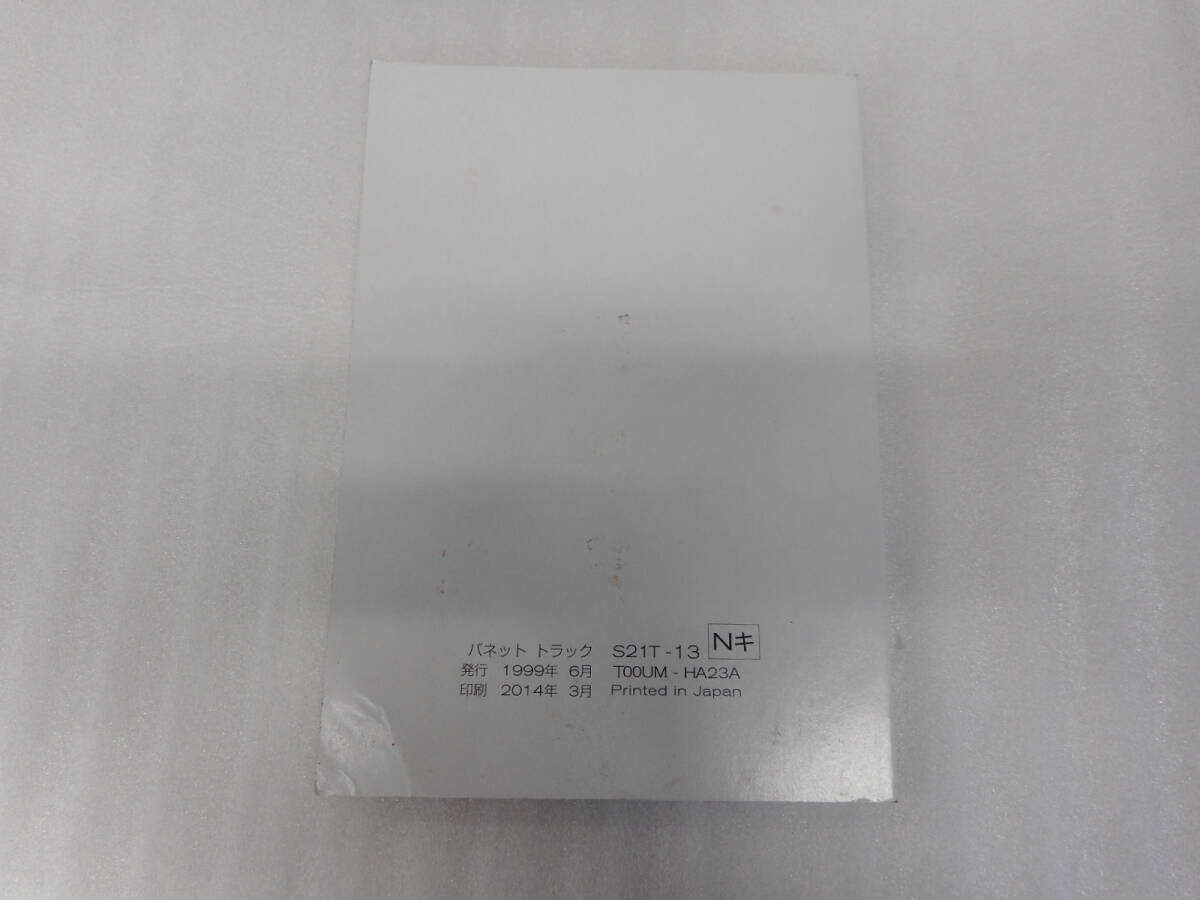 バネット トラック S21T-13 Nキ
発行 1999年 6月 T00UM-HA23A
印刷 2014年 3月 Printed in Japan